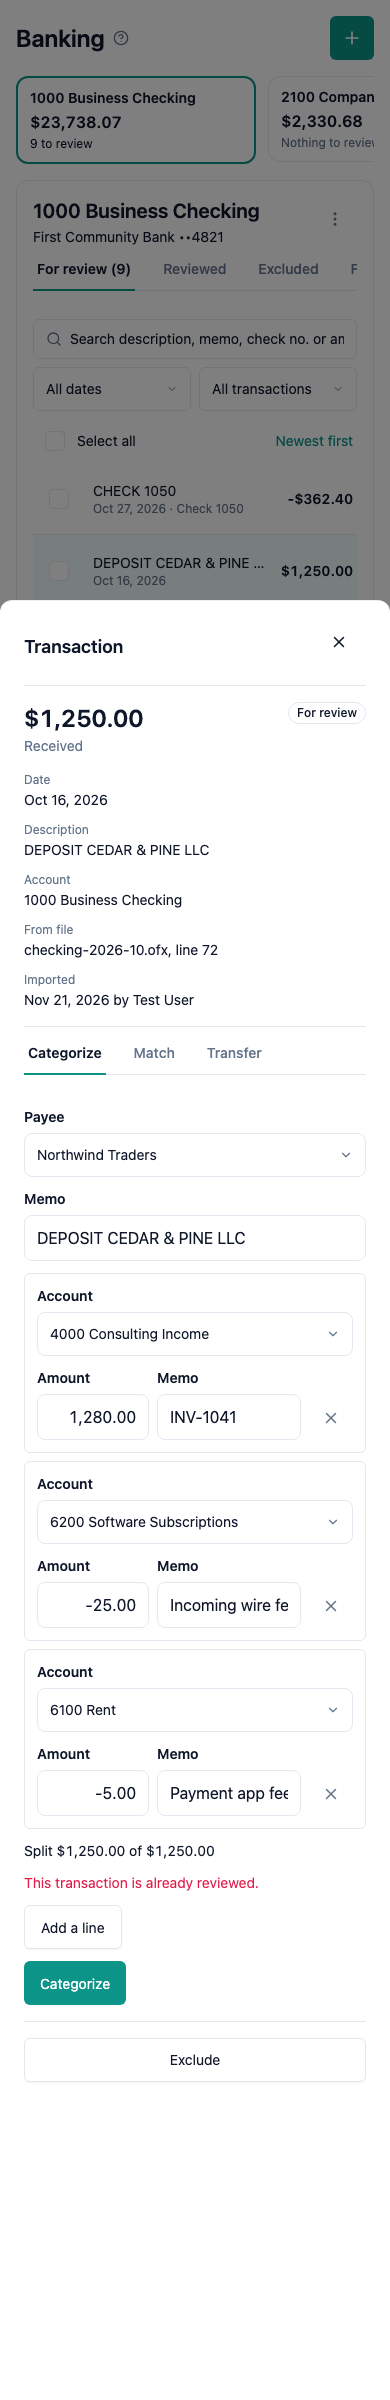 Banking
1000 Business Checking
$23,738.07
9 to review
2100 Compan
$2,330.68
Nothing to review
1000 Business Checking
First Community Bank ••4821
For review (9) Reviewed Excluded F
Search description, memo, check no. or am
All dates All transactions
Select all Newest first
CHECK 1050 -$362.40
Oct 27, 2026 · Check 1050
DEPOSIT CEDAR & PINE ... $1,250.00
Oct 16, 2026
Transaction
$1,250.00 For review
Received
Date
Oct 16, 2026
Description
DEPOSIT CEDAR & PINE LLC
Account
1000 Business Checking
From file
checking-2026-10.ofx, line 72
Imported
Nov 21, 2026 by Test User
Categorize Match Transfer
Payee
Northwind Traders
Memo
DEPOSIT CEDAR & PINE LLC
Account
4000 Consulting Income
Amount Memo
1,280.00 INV-1041
Account
6200 Software Subscriptions
Amount Memo
-25.00 Incoming wire fe
Account
6100 Rent
Amount Memo
-5.00 Payment app fee
Split $1,250.00 of $1,250.00
This transaction is already reviewed.
Add a line
Categorize
Exclude